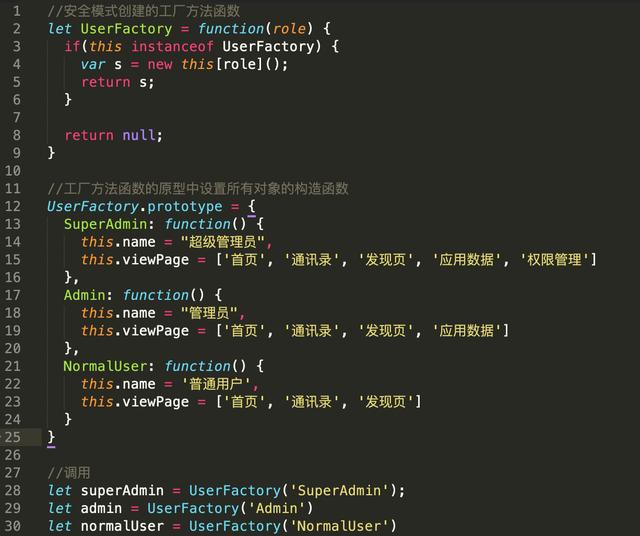 1 //安全模式创建的工厂方法函数
2 let UserFactory = function(role) {
3   if(this instanceof UserFactory) {
4     var s = new this[role]();
5     return s;
6   }
7
8   return null;
9 }
10
11 //工厂方法函数的原型中设置所有对象的构造函数
12 UserFactory.prototype = {
13   SuperAdmin: function() {
14     this.name = "超级管理员",
15     this.viewPage = ['首页', '通讯录', '发现页', '应用数据', '权限管理']
16   },
17   Admin: function() {
18     this.name = "管理员",
19     this.viewPage = ['首页', '通讯录', '发现页', '应用数据']
20   },
21   NormalUser: function() {
22     this.name = '普通用户',
23     this.viewPage = ['首页', '通讯录', '发现页']
24   }
25 }
26
27 //调用
28 let superAdmin = UserFactory('SuperAdmin');
29 let admin = UserFactory('Admin')
30 let normalUser = UserFactory('NormalUser')